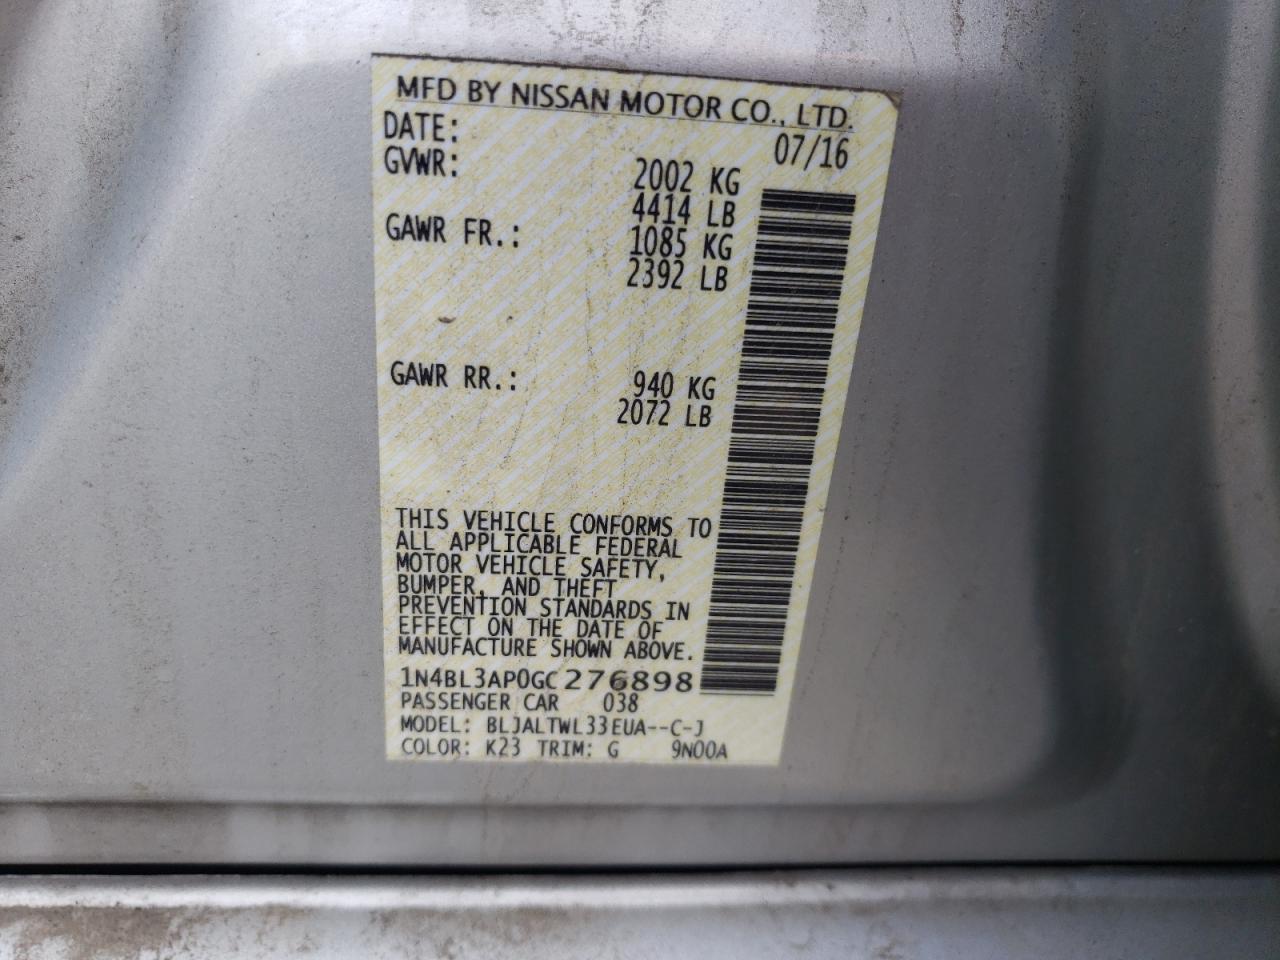 MFD BY NISSAN MOTOR CO., LTD.
DATE: 07/16
GVWR: 2002 KG
4414 LB
GAWR FR.: 1085 KG
2392 LB
GAWR RR.: 940 KG
2072 LB
THIS VEHICLE CONFORMS TO
ALL APPLICABLE FEDERAL
MOTOR VEHICLE SAFETY,
BUMPER, AND THEFT
PREVENTION STANDARDS IN
EFFECT ON THE DATE OF
MANUFACTURE SHOWN ABOVE.
1N4BL3AP0GC276898
PASSENGER CAR 038
MODEL: BLJALTWL33EUA--C-J
COLOR: K23 TRIM: G 9N00A